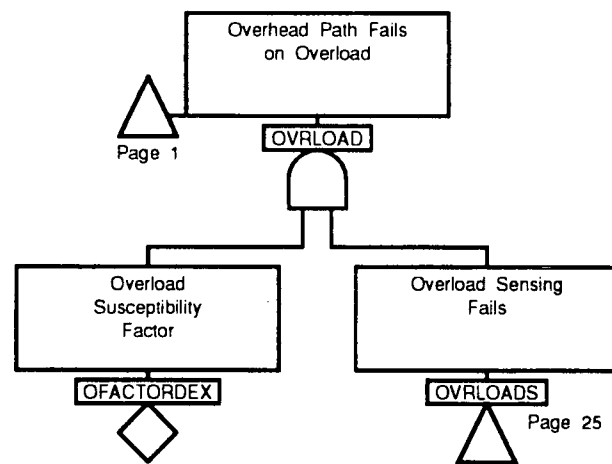 Overhead Path Fails
on Overload
Page 1
OVRLOAD
Overload
Susceptibility
Factor
Overload Sensing
Fails
OFACTORDEX
OVRLOADS
Page 25